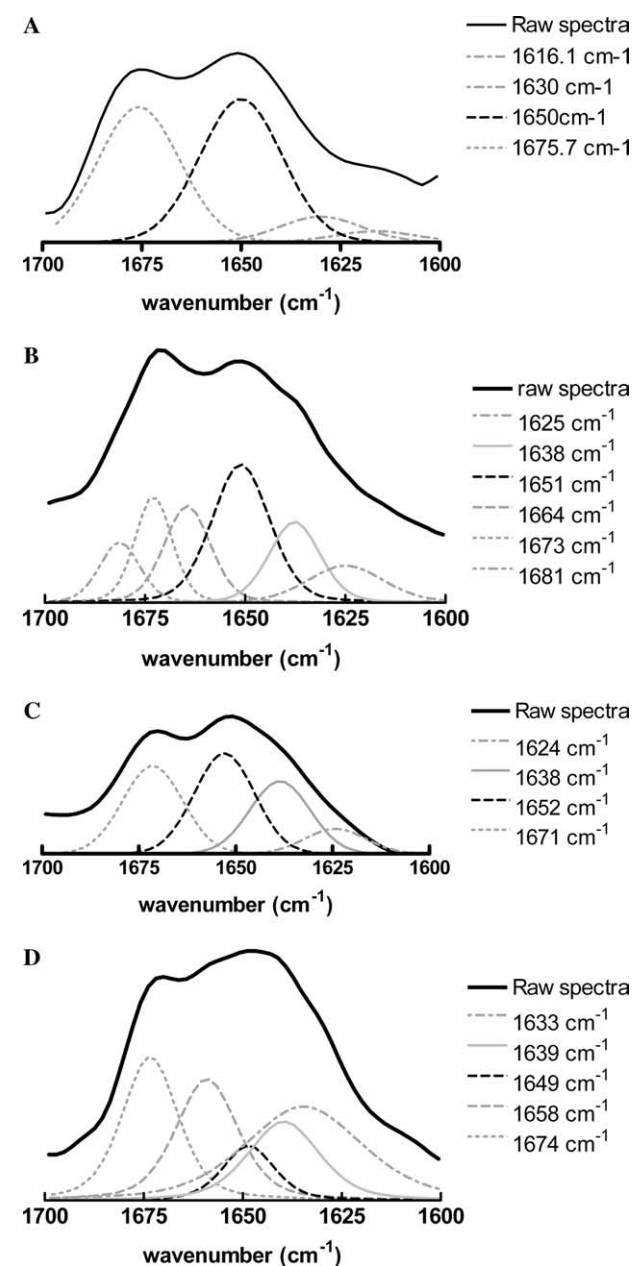 A
Raw spectra
1616.1 cm-1
1630 cm-1
1650cm-1
1675.7 cm-1
1700 1675 1650 1625 1600
wavenumber (cm⁻¹)
B
raw spectra
1625 cm⁻¹
1638 cm⁻¹
1651 cm⁻¹
1664 cm⁻¹
1673 cm⁻¹
1681 cm⁻¹
1700 1675 1650 1625 1600
wavenumber (cm⁻¹)
C
Raw spectra
1624 cm⁻¹
1638 cm⁻¹
1652 cm⁻¹
1671 cm⁻¹
1700 1675 1650 1625 1600
wavenumber (cm⁻¹)
D
Raw spectra
1633 cm⁻¹
1639 cm⁻¹
1649 cm⁻¹
1658 cm⁻¹
1674 cm⁻¹
1700 1675 1650 1625 1600
wavenumber (cm⁻¹)